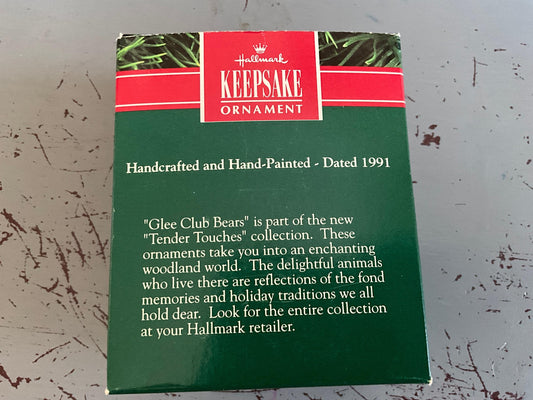 Hallmark
KEEPSAKE
ORNAMENT
Handcrafted and Hand-Painted - Dated 1991
"Glee Club Bears" is part of the new
"Tender Touches" collection. These
ornaments take you into an enchanting
woodland world. The delightful animals
who live there are reflections of the fond
memories and holiday traditions we all
hold dear. Look for the entire collection
at your Hallmark retailer.